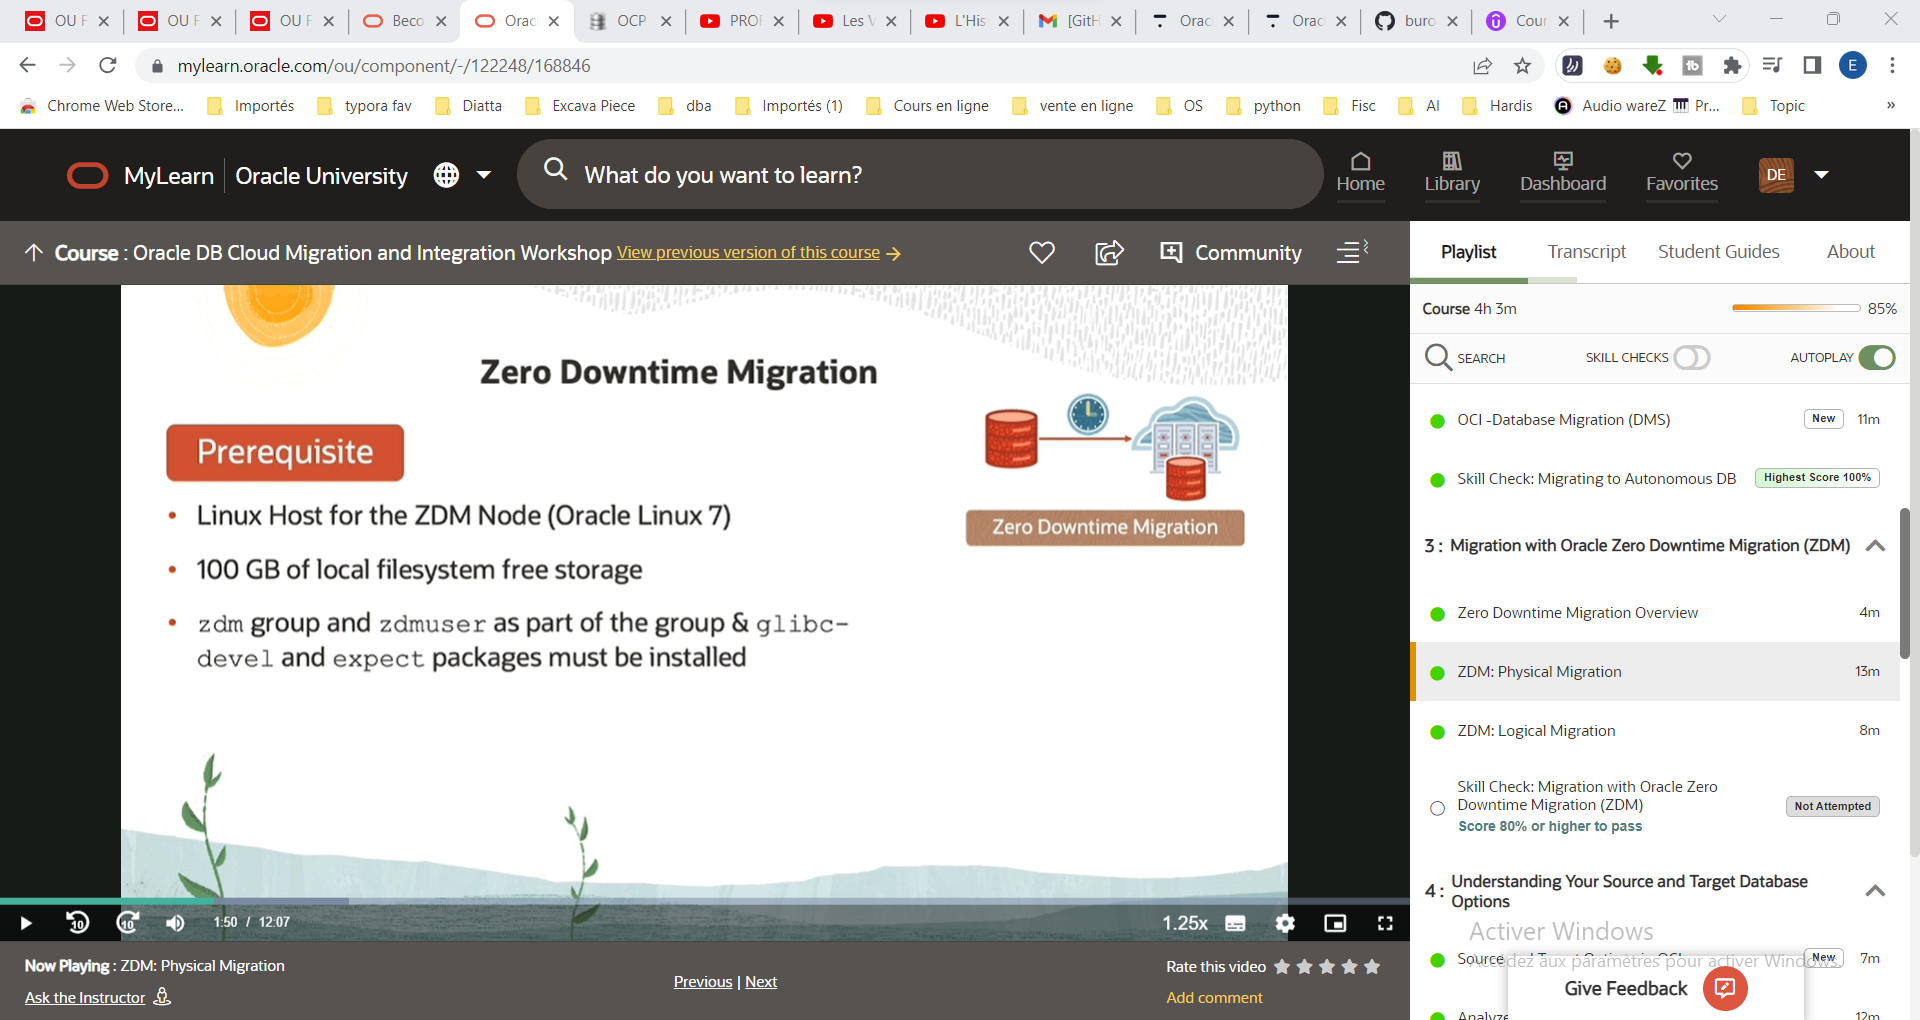 OU F
OU F
OU F
Beco
Orac
OCP
PROF
Les V
L'His
[GitH
Orac
Orac
buro
Cour
mylearn.oracle.com/ou/component/-/122248/168846
E
Chrome Web Store...
Importés
typora fav
Diatta
Excava Piece
dba
Importés (1)
Cours en ligne
vente en ligne
OS
python
Fisc
AI
Hardis
Audio wareZ
Pr...
Topic
»
MyLearn
Oracle University
What do you want to learn?
Home
Library
Dashboard
Favorites
DE
Course : Oracle DB Cloud Migration and Integration Workshop View previous version of this course
Community
Playlist
Transcript
Student Guides
About
Course 4h 3m
85%
SEARCH
SKILL CHECKS
AUTOPLAY
Zero Downtime Migration
Prerequisite
• Linux Host for the ZDM Node (Oracle Linux 7)
• 100 GB of local filesystem free storage
• zdm group and zdmuser as part of the group & glibc-
devel and expect packages must be installed
Zero Downtime Migration
OCI -Database Migration (DMS)
New
11m
Skill Check: Migrating to Autonomous DB
Highest Score 100%
3 : Migration with Oracle Zero Downtime Migration (ZDM)
Zero Downtime Migration Overview
4m
ZDM: Physical Migration
13m
ZDM: Logical Migration
8m
Skill Check: Migration with Oracle Zero
Downtime Migration (ZDM)
Score 80% or higher to pass
Not Attempted
4 : Understanding Your Source and Target Database
Options
Activer Windows
Accédez aux paramètres pour activer Windows.
New
7m
Analyze
12m
10
10
1:50 / 12:07
1.25x
Now Playing : ZDM: Physical Migration
Ask the Instructor
Previous | Next
Rate this video
Add comment
Give Feedback